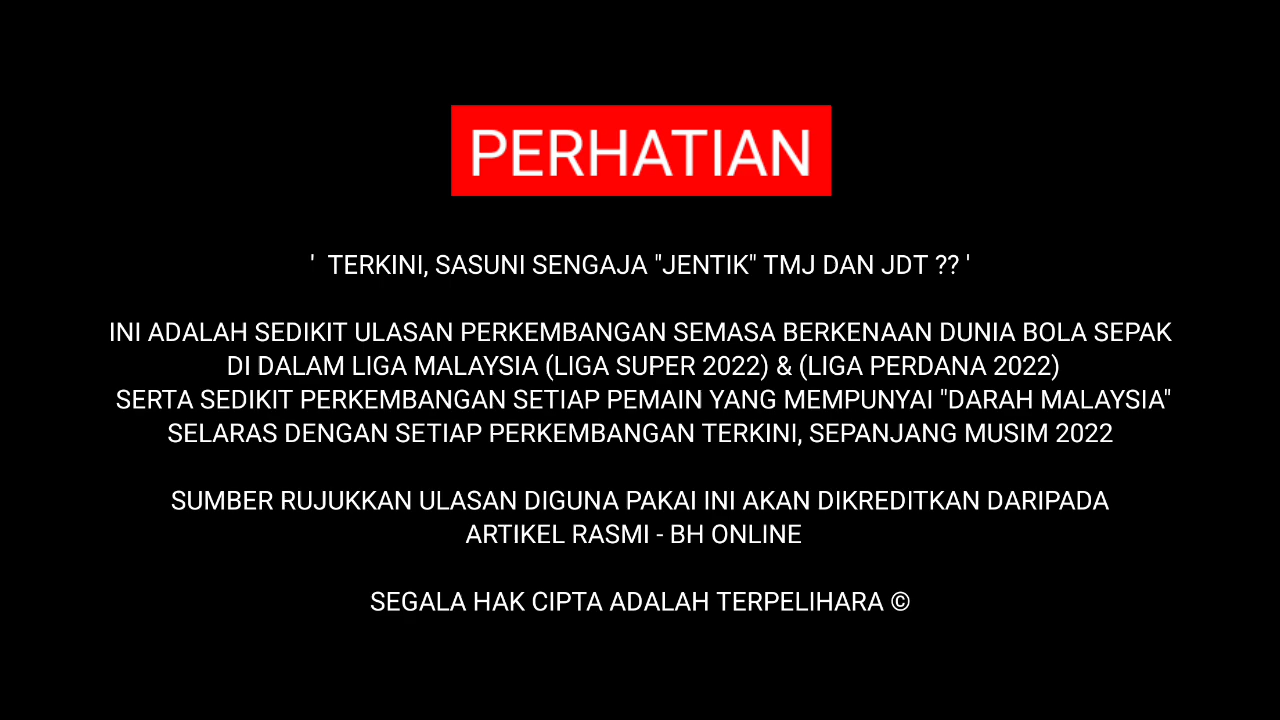 PERHATIAN
' TERKINI, SASUNI SENGAJA "JENTIK" TMJ DAN JDT ?? '
INI ADALAH SEDIKIT ULASAN PERKEMBANGAN SEMASA BERKENAAN DUNIA BOLA SEPAK
DI DALAM LIGA MALAYSIA (LIGA SUPER 2022) & (LIGA PERDANA 2022)
SERTA SEDIKIT PERKEMBANGAN SETIAP PEMAIN YANG MEMPUNYAI "DARAH MALAYSIA"
SELARAS DENGAN SETIAP PERKEMBANGAN TERKINI, SEPANJANG MUSIM 2022
SUMBER RUJUKKAN ULASAN DIGUNA PAKAI INI AKAN DIKREDITKAN DARIPADA
ARTIKEL RASMI - BH ONLINE
SEGALA HAK CIPTA ADALAH TERPELIHARA ©